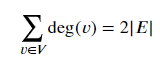 ∑_{v∈V} deg(v) = 2|E|